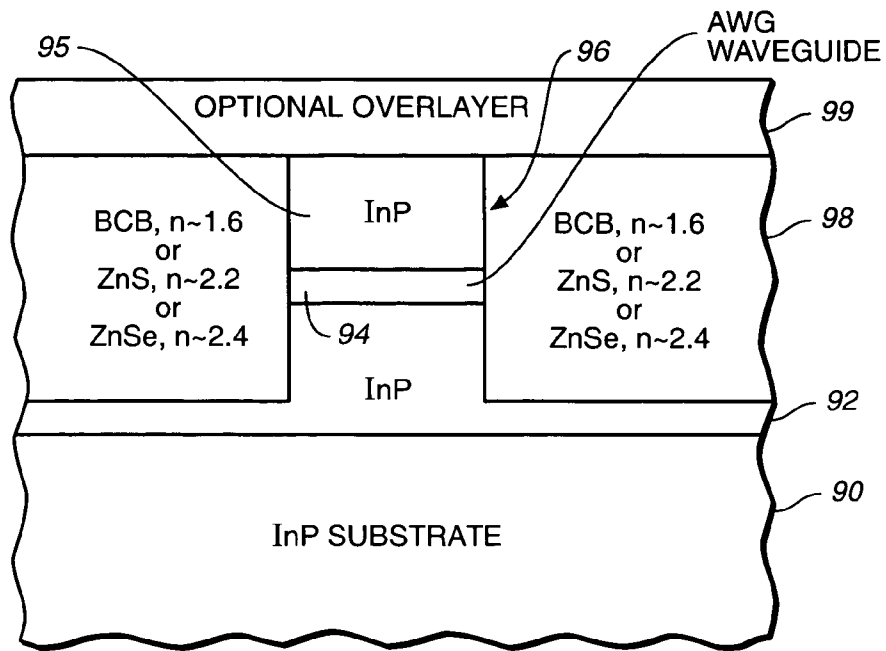 AWG
WAVEGUIDE
95
96
OPTIONAL OVERLAYER
99
InP
98
BCB, n~1.6
or
ZnS, n~2.2
or
ZnSe, n~2.4
BCB, n~1.6
or
ZnS, n~2.2
or
ZnSe, n~2.4
94
InP
92
90
InP SUBSTRATE